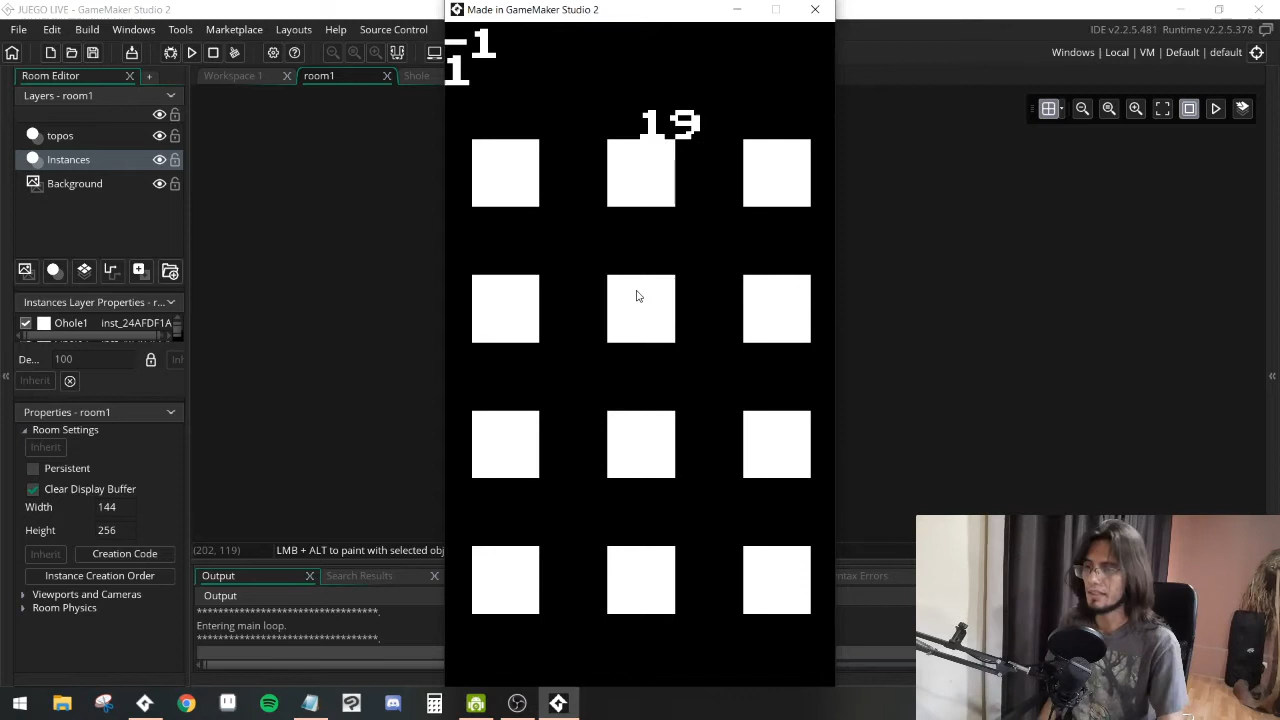 JUEGO LIVE - GameMaker Studio 2
Made in GameMaker Studio 2
File Edit Build Windows Tools Marketplace Layouts Help Source Control
IDE v2.2.5.481 Runtime v2.2.5.378
Windows | Local | VM | Default | default
Room Editor
Workspace 1
room1
Shole
Layers - room1
topos
Instances
Background
Instances Layer Properties - r...
Ohole1 inst_24AFDF1A
De... 100
Inherit
Properties - room1
Room Settings
Inherit
Persistent
Clear Display Buffer
Width 144
Height 256
Inherit
Creation Code
Instance Creation Order
Viewports and Cameras
Room Physics
-1
1
19
(202, 119) LMB + ALT to paint with selected obj
Output
Search Results
ntax Errors
Output
***********************************.
Entering main loop.
***********************************.